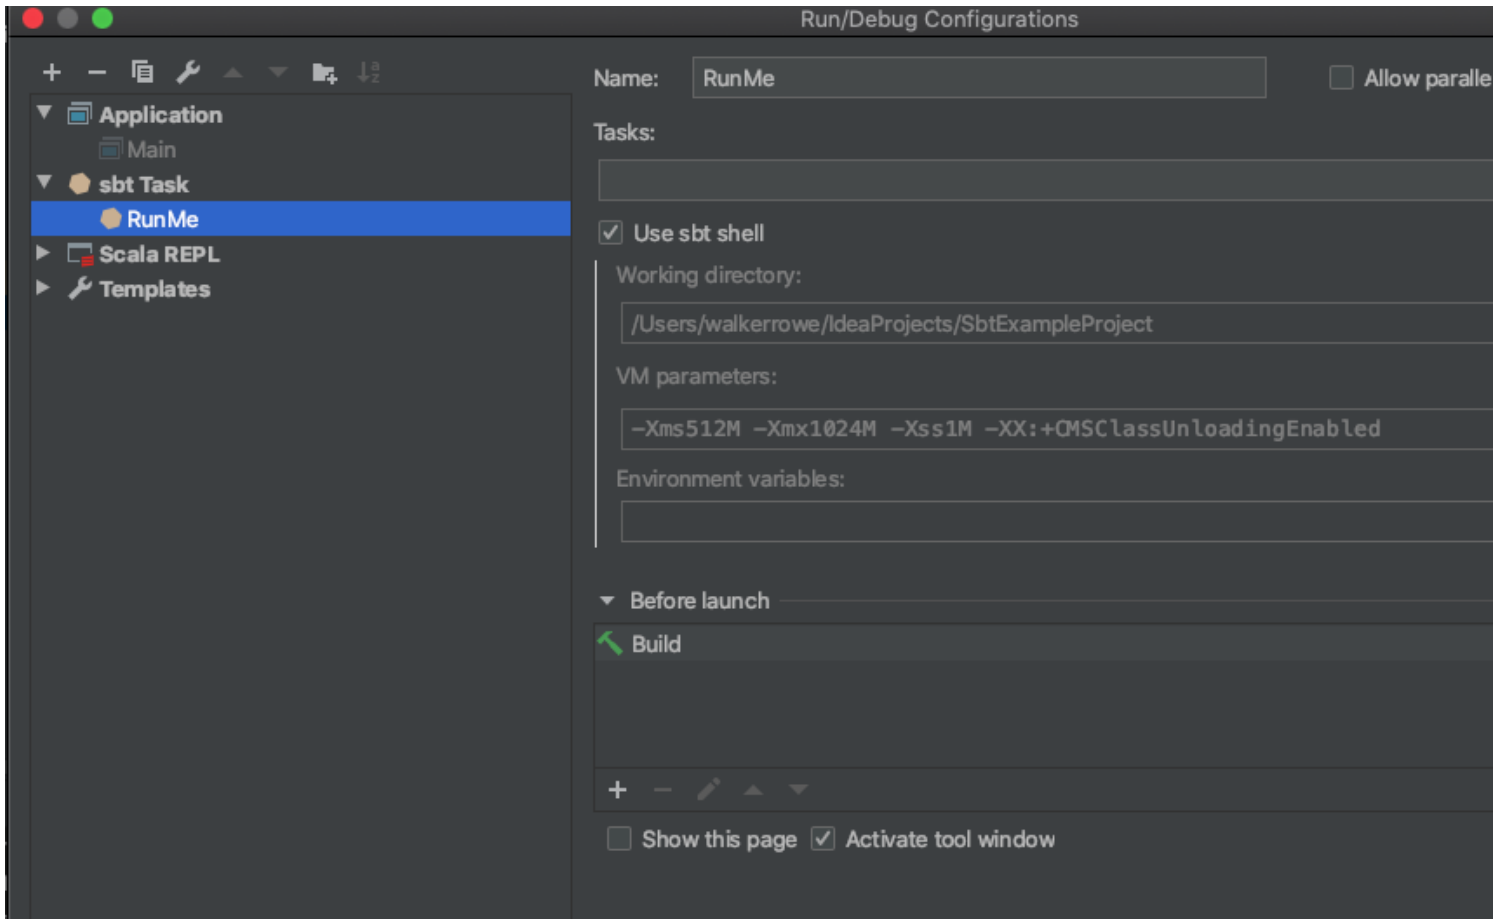 Run/Debug Configurations
Name: RunMe Allow paralle
Application
Main
sbt Task
RunMe
Scala REPL
Templates
Tasks:
Use sbt shell
Working directory:
/Users/walkerrowe/IdeaProjects/SbtExampleProject
VM parameters:
-Xms512M -Xmx1024M -Xss1M -XX:+CMSClassUnloadingEnabled
Environment variables:
Before launch
Build
Show this page Activate tool window